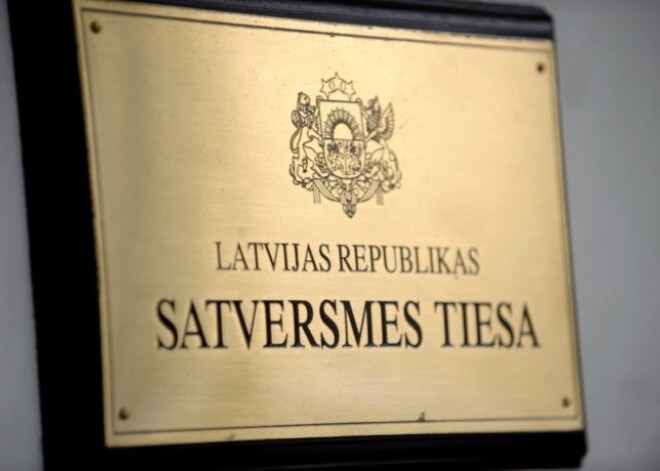 LATVIJAS REPUBLIKAS
SATVERSMES TIESA